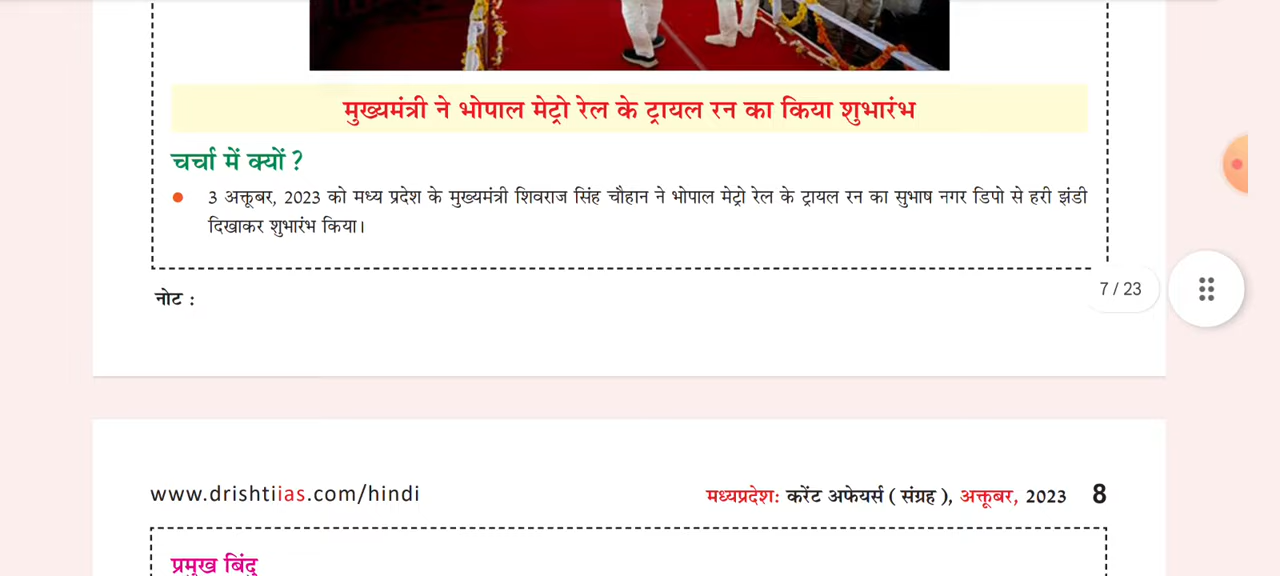 मुख्यमंत्री ने भोपाल मेट्रो रेल के ट्रायल रन का किया शुभारंभ
चर्चा में क्यों ?
● 3 अक्तूबर, 2023 को मध्य प्रदेश के मुख्यमंत्री शिवराज सिंह चौहान ने भोपाल मेट्रो रेल के ट्रायल रन का सुभाष नगर डिपो से हरी झंडी
दिखाकर शुभारंभ किया।
नोट :
7 / 23
www.drishtiias.com/hindi
मध्यप्रदेश: करेंट अफेयर्स ( संग्रह ), अक्तूबर, 2023 8
प्रमुख बिंदु